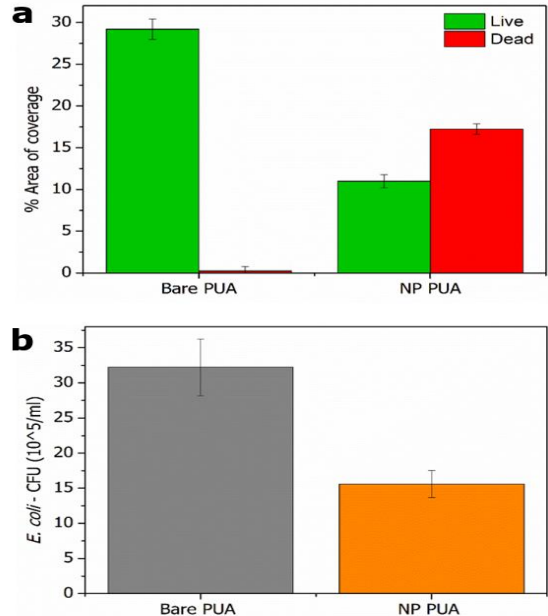 a
Live
Dead
% Area of coverage
30
25
20
15
10
5
0
Bare PUA NP PUA
b
E. coli - CFU (10^5/ml)
35
30
25
20
15
10
5
0
Bare PUA NP PUA